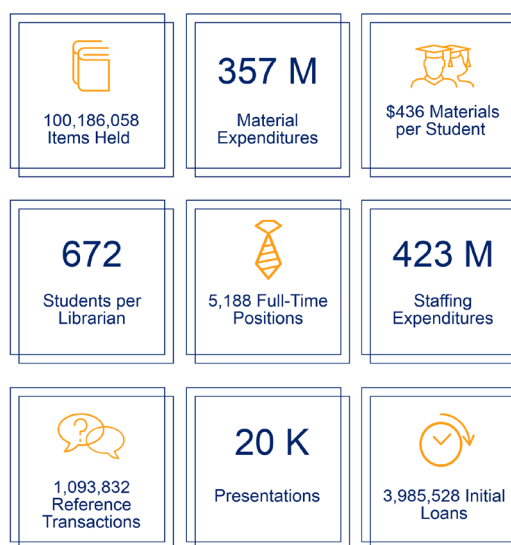 100,186,058
Items Held
357 M
Material
Expenditures
$436 Materials
per Student
672
Students per
Librarian
5,188 Full-Time
Positions
423 M
Staffing
Expenditures
?
1,093,832
Reference
Transactions
20 K
Presentations
3,985,528 Initial
Loans